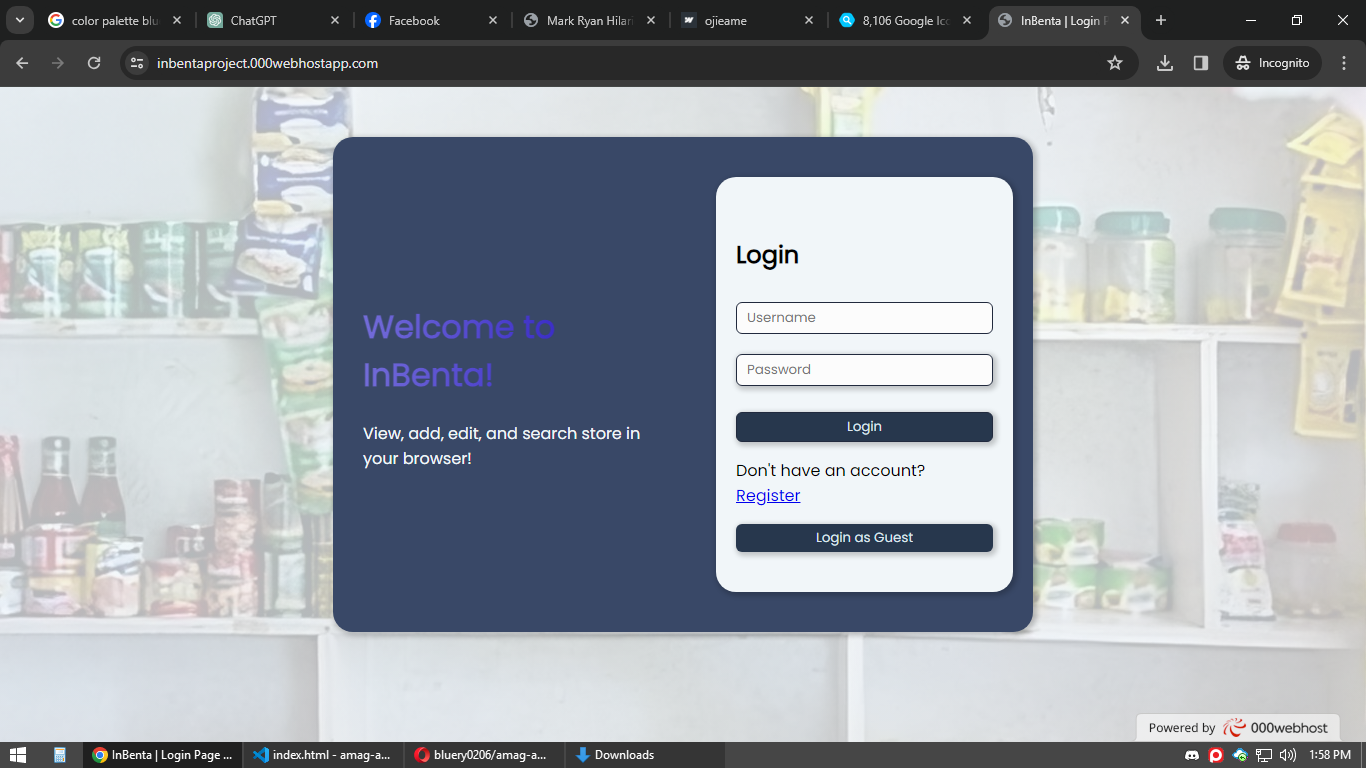 color palette blu
ChatGPT
Facebook
Mark Ryan Hilari
ojieame
8,106 Google Ico
InBenta | Login P
inbentaproject.000webhostapp.com
Incognito
Welcome to
InBenta!
View, add, edit, and search store in
your browser!
Login
Username
Password
Login
Don't have an account?
Register
Login as Guest
Powered by 000webhost
InBenta | Login Page ...
index.html - amag-a...
bluery0206/amag-a...
Downloads
1:58 PM